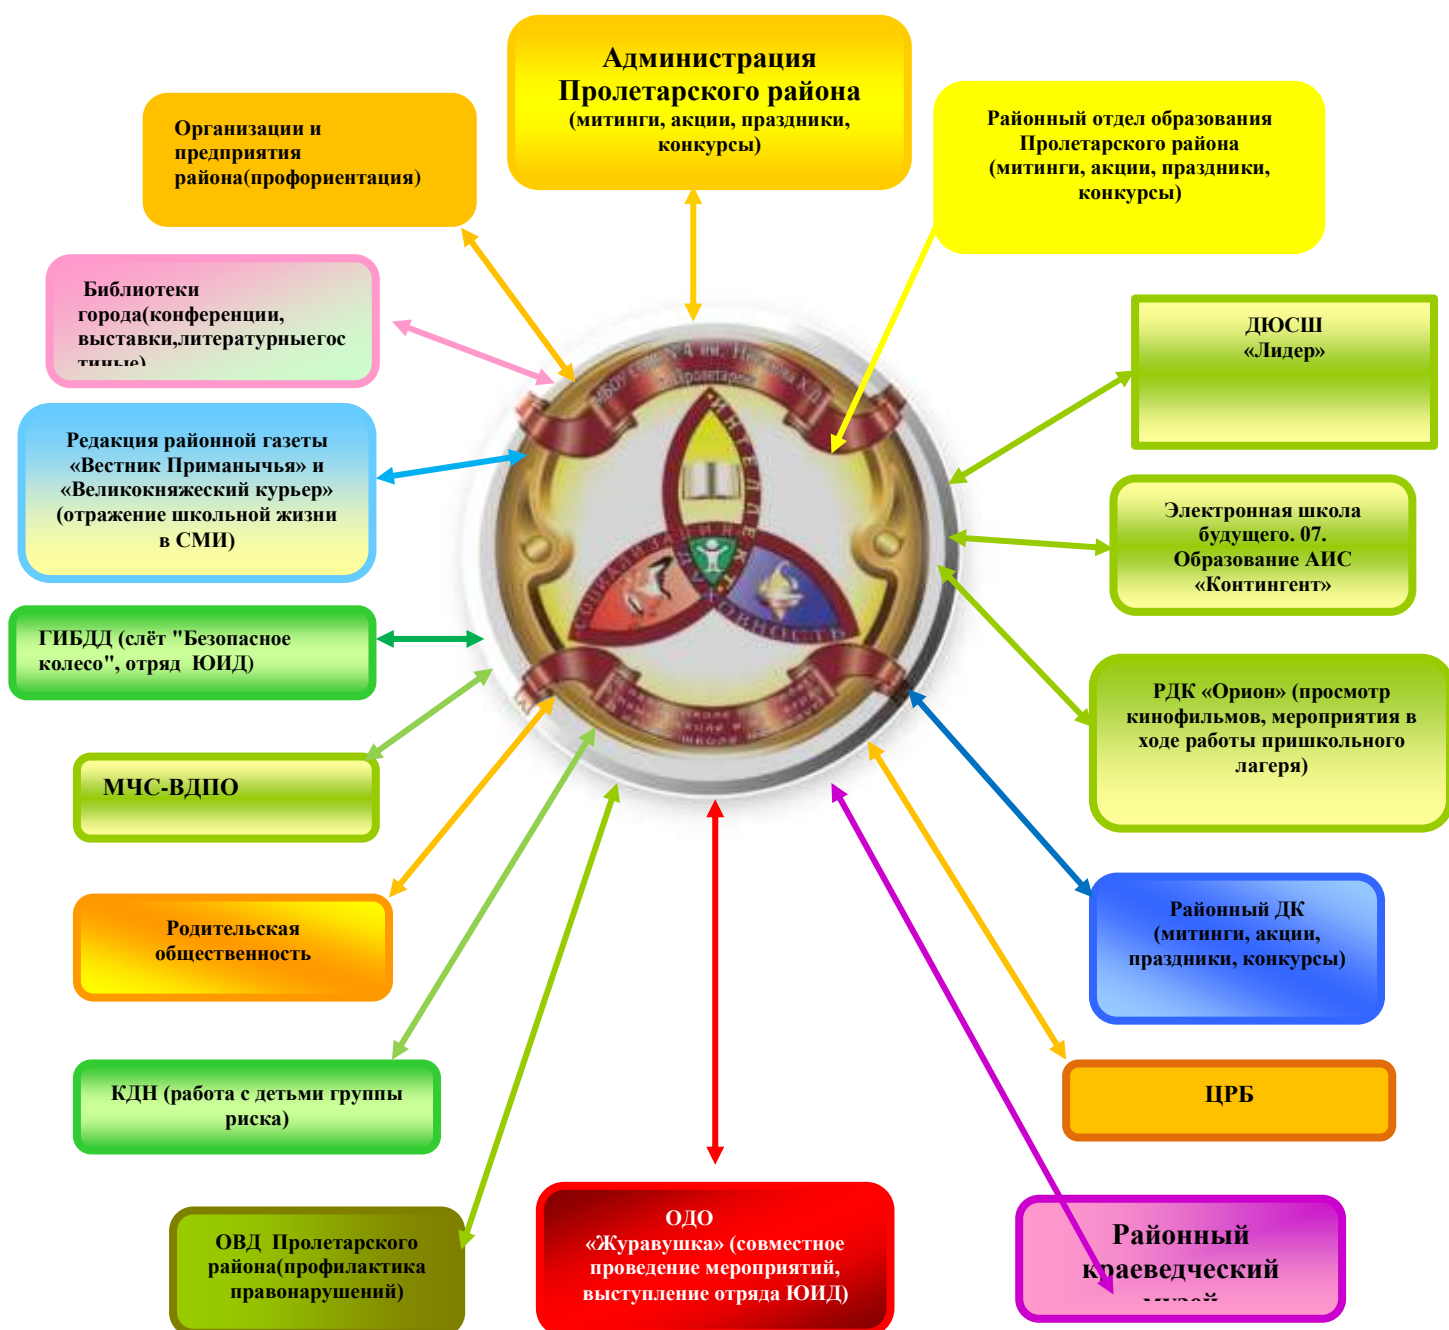 Администрация
Пролетарского района
(митинги, акции, праздники,
конкурсы)
Организации и
предприятия
района(профориентация)
Районный отдел образования
Пролетарского района
(митинги, акции, праздники,
конкурсы)
Библиотеки
города(конференции,
выставки,литературныегос
тиные)
ДЮСШ
«Лидер»
Редакция районной газеты
«Вестник Приманычья» и
«Великокняжеский курьер»
(отражение школьной жизни
в СМИ)
ИНТЕЛЛЕКТ
СОЦИАЛИЗАЦИЯ
Электронная школа
будущего. 07.
Образование АИС
«Контингент»
ГИБДД (слёт "Безопасное
колесо", отряд ЮИД)
РДК «Орион» (просмотр
кинофильмов, мероприятия в
ходе работы пришкольного
лагеря)
МЧС-ВДПО
Родительская
общественность
Районный ДК
(митинги, акции,
праздники, конкурсы)
КДН (работа с детьми группы
риска)
ЦРБ
ОВД Пролетарского
района(профилактика
правонарушений)
ОДО
«Журавушка» (совместное
проведение мероприятий,
выступление отряда ЮИД)
Районный
краеведческий
музей